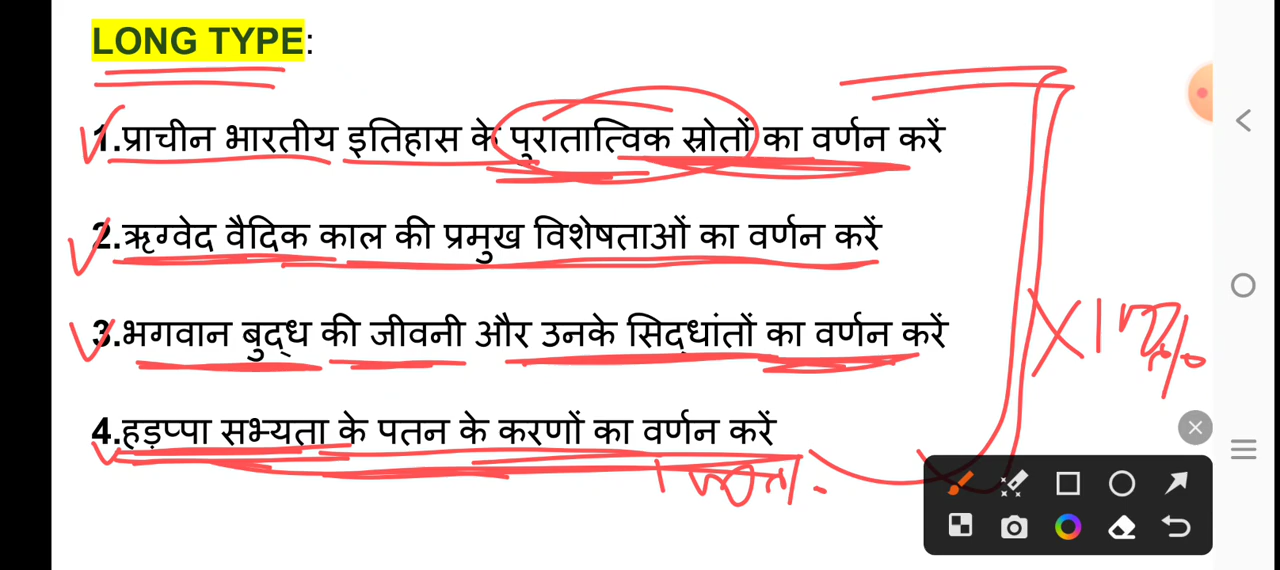 LONG TYPE:
1.प्राचीन भारतीय इतिहास के पुरातात्विक स्रोतों का वर्णन करें
2.ऋग्वेद वैदिक काल की प्रमुख विशेषताओं का वर्णन करें
3.भगवान बुद्ध की जीवनी और उनके सिद्धांतों का वर्णन करें
4.हड़प्पा सभ्यता के पतन के करणों का वर्णन करें